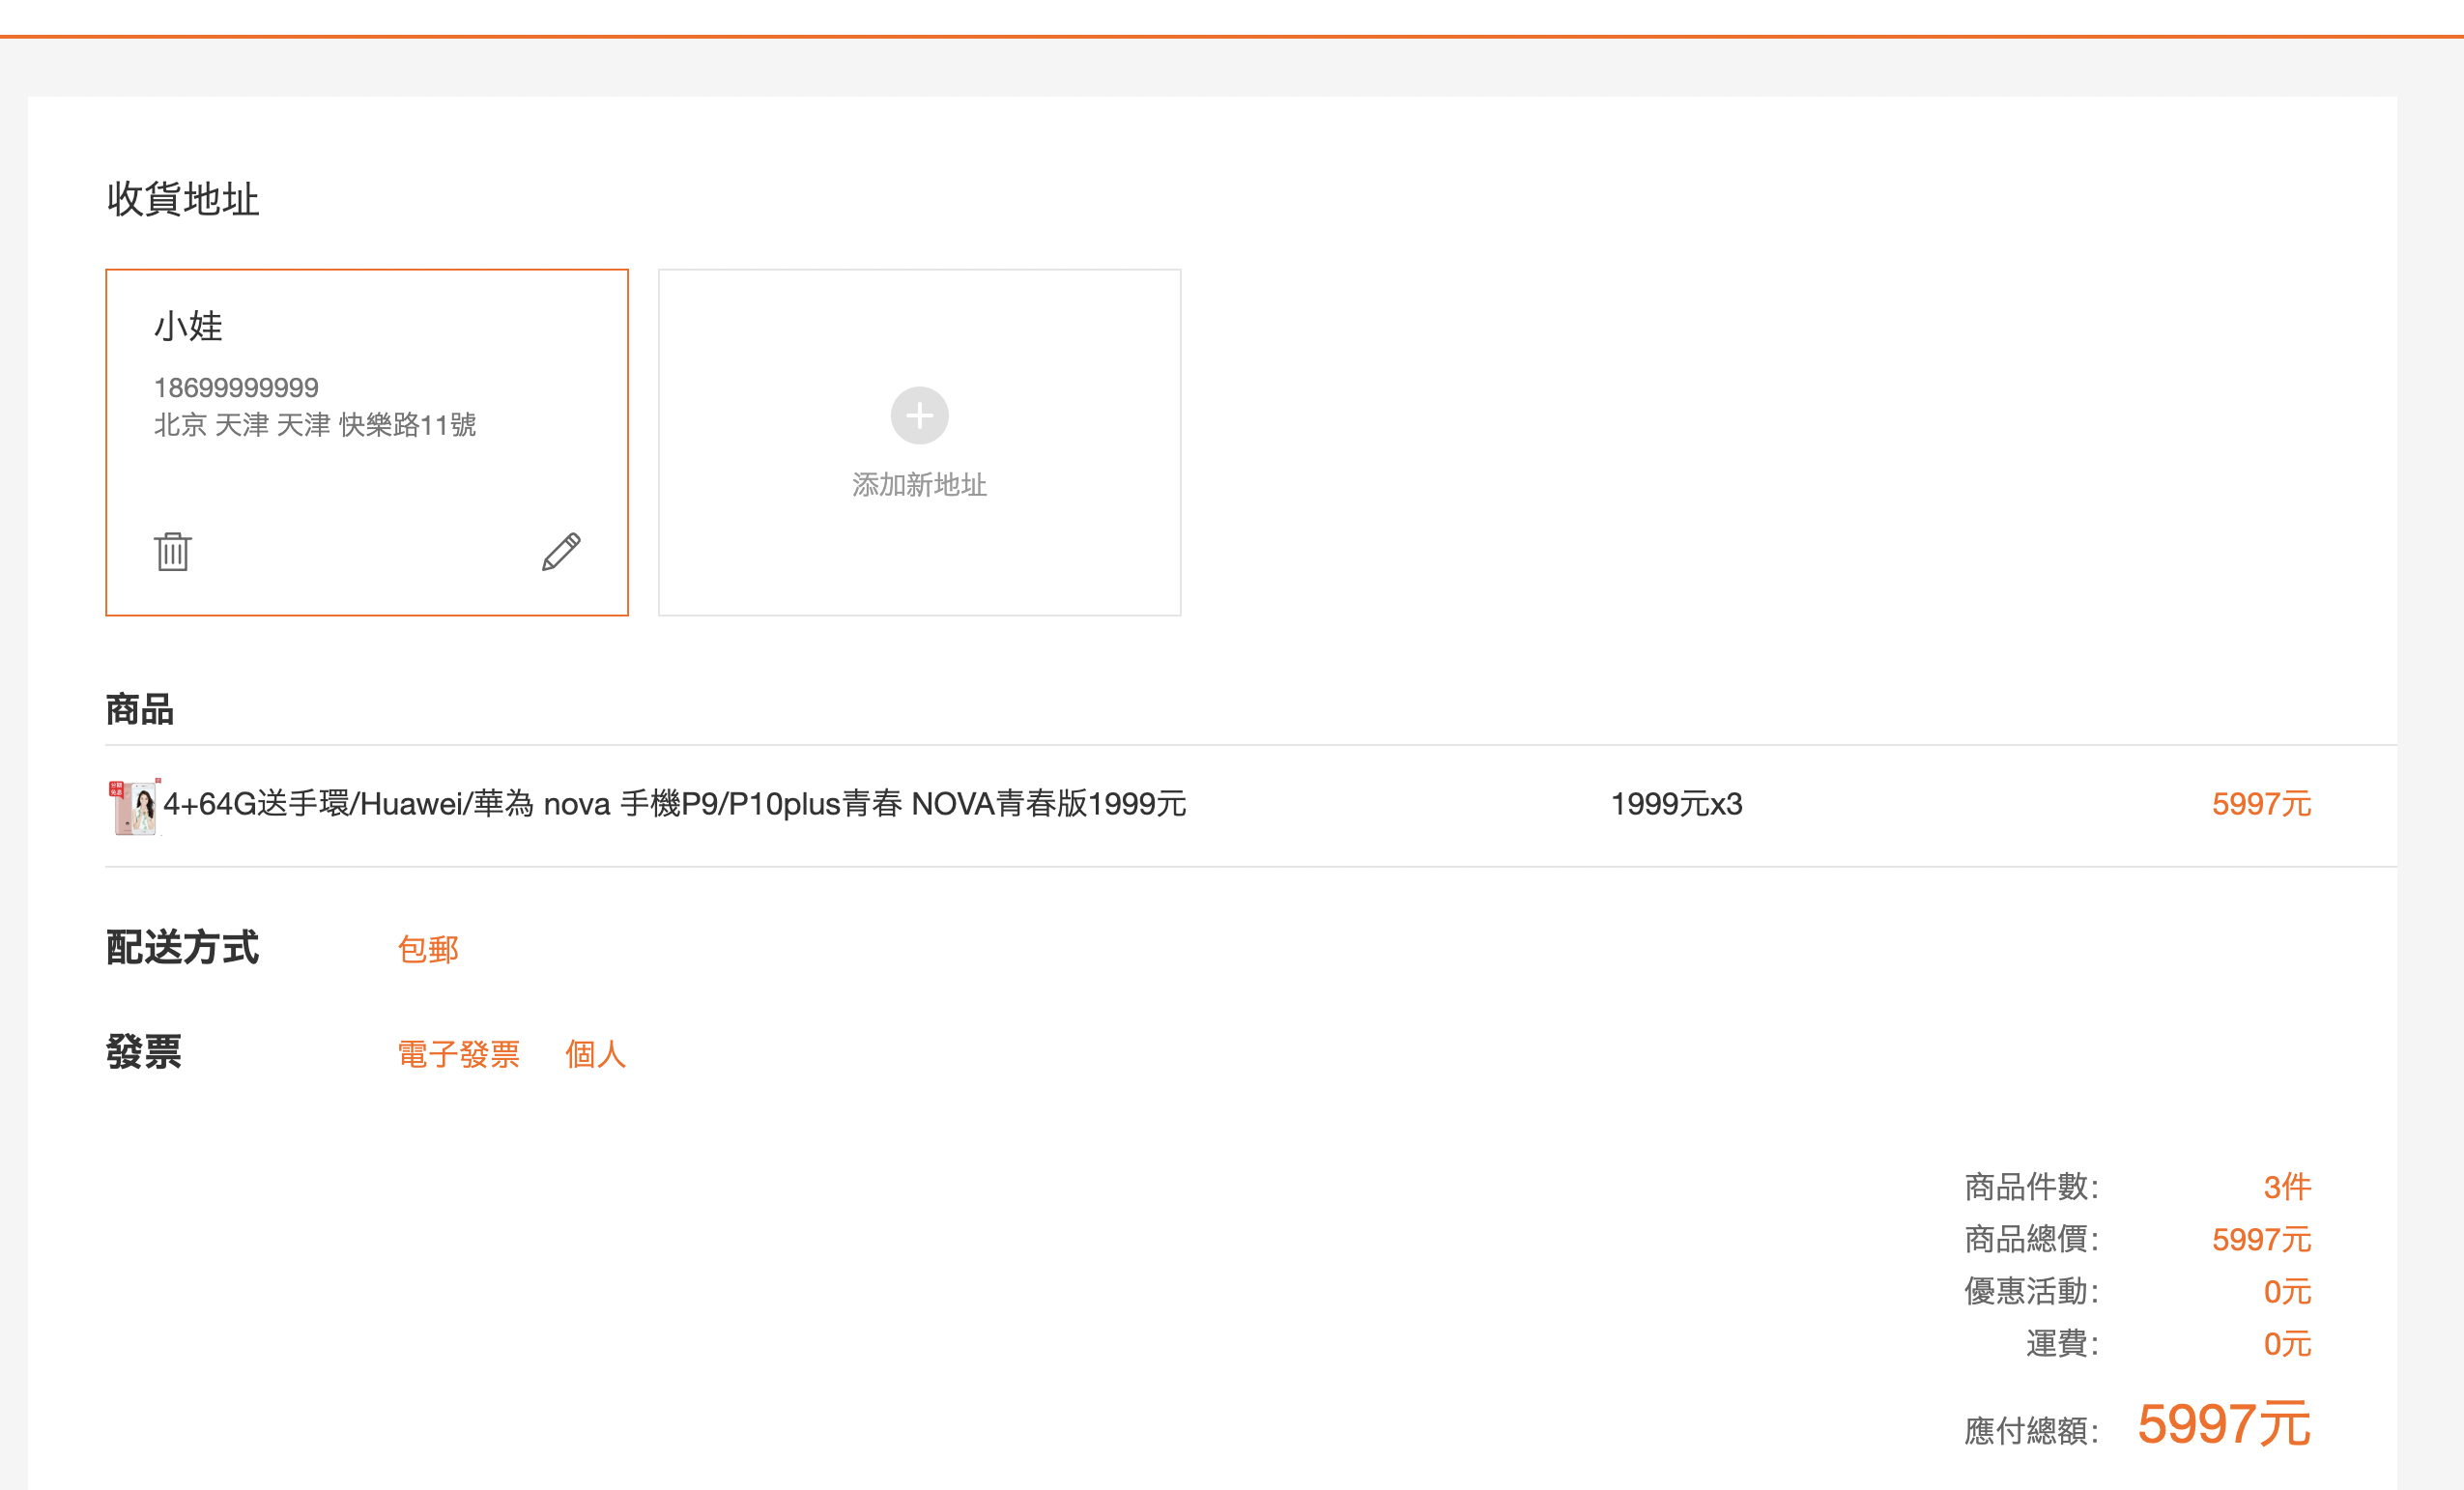 收貨地址
小娃
18699999999
北京 天津 天津 快樂路11號
添加新地址
商品
4+64G送手環/Huawei/華為 nova 手機P9/P10plus青春 NOVA青春版1999元 1999元x3 5997元
配送方式 包郵
發票 電子發票 個人
商品件數： 3件
商品總價： 5997元
優惠活動： 0元
運費： 0元
應付總額： 5997元